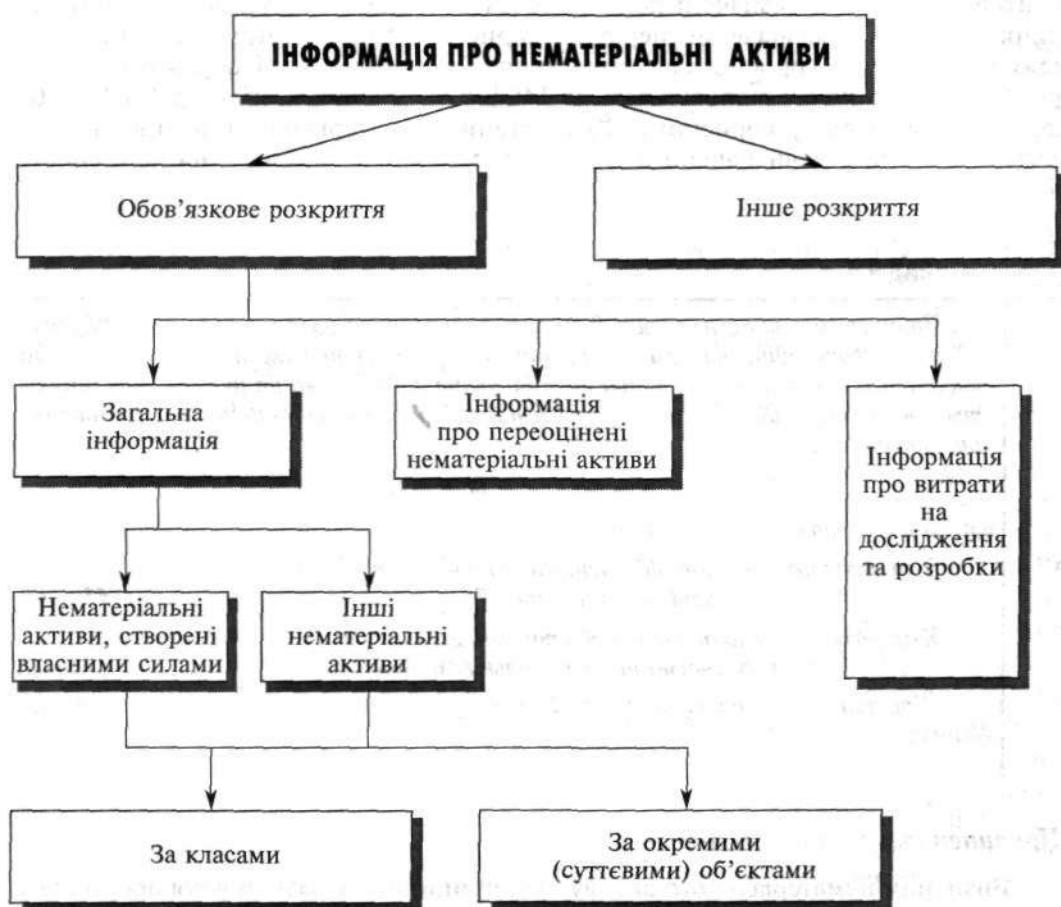 ІНФОРМАЦІЯ ПРО НЕМАТЕРІАЛЬНІ АКТИВИ
Обов'язкове розкриття
Інше розкриття
Загальна
інформація
Інформація
про переоцінені
нематеріальні активи
Інформація
про витрати
на
дослідження
та розробки
Нематеріальні
активи, створені
власними силами
Інші
нематеріальні
активи
За класами
За окремими
(суттєвими) об'єктами